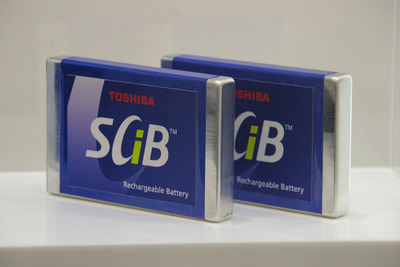 TOSHIBA
SCiB™
Rechargeable Battery
TOSHIBA
iB™
Rechargeable Battery